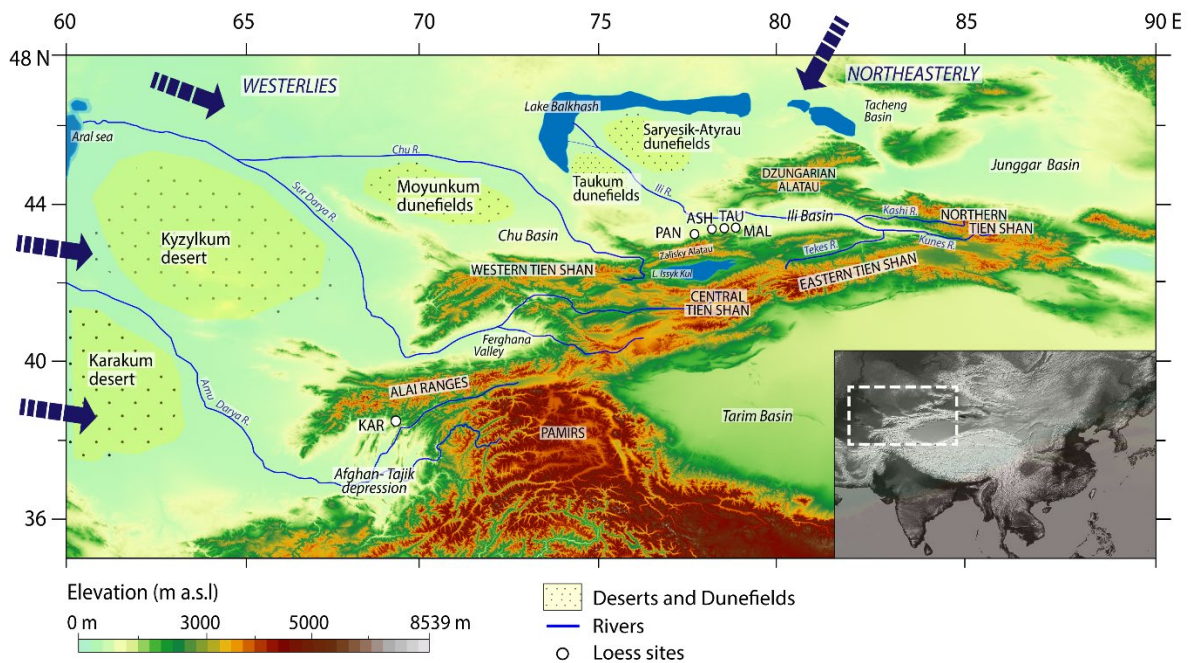 60 65 70 75 80 85 90 E
48 N
WESTERLIES
NORTHEASTERLY
Lake Balkhash
Tacheng
Basin
Aral sea
Saryesik-Atyrau
dunefields
Chu R.
Junggar Basin
Moyunkum
dunefields
Taukum
dunefields
Ili R.
DZUNGARIAN
ALATAU
Sur Darya R.
44
Kyzylkum
desert
Chu Basin
ASH TAU
PAN
MAL
Ili Basin
Kashi R.
NORTHERN
TIEN SHAN
Kunes R.
Tekes R.
Zalisky Alatau
WESTERN TIEN SHAN
L. Issyk Kul
EASTERN TIEN SHAN
CENTRAL
TIEN SHAN
40
Ferghana
Valley
Karakum
desert
Amu Darya R.
ALAI RANGES
KAR
PAMIRS
Tarim Basin
Afghan-Tajik
depression
36
Elevation (m a.s.l)
0 m 3000 5000 8539 m
Deserts and Dunefields
Rivers
Loess sites